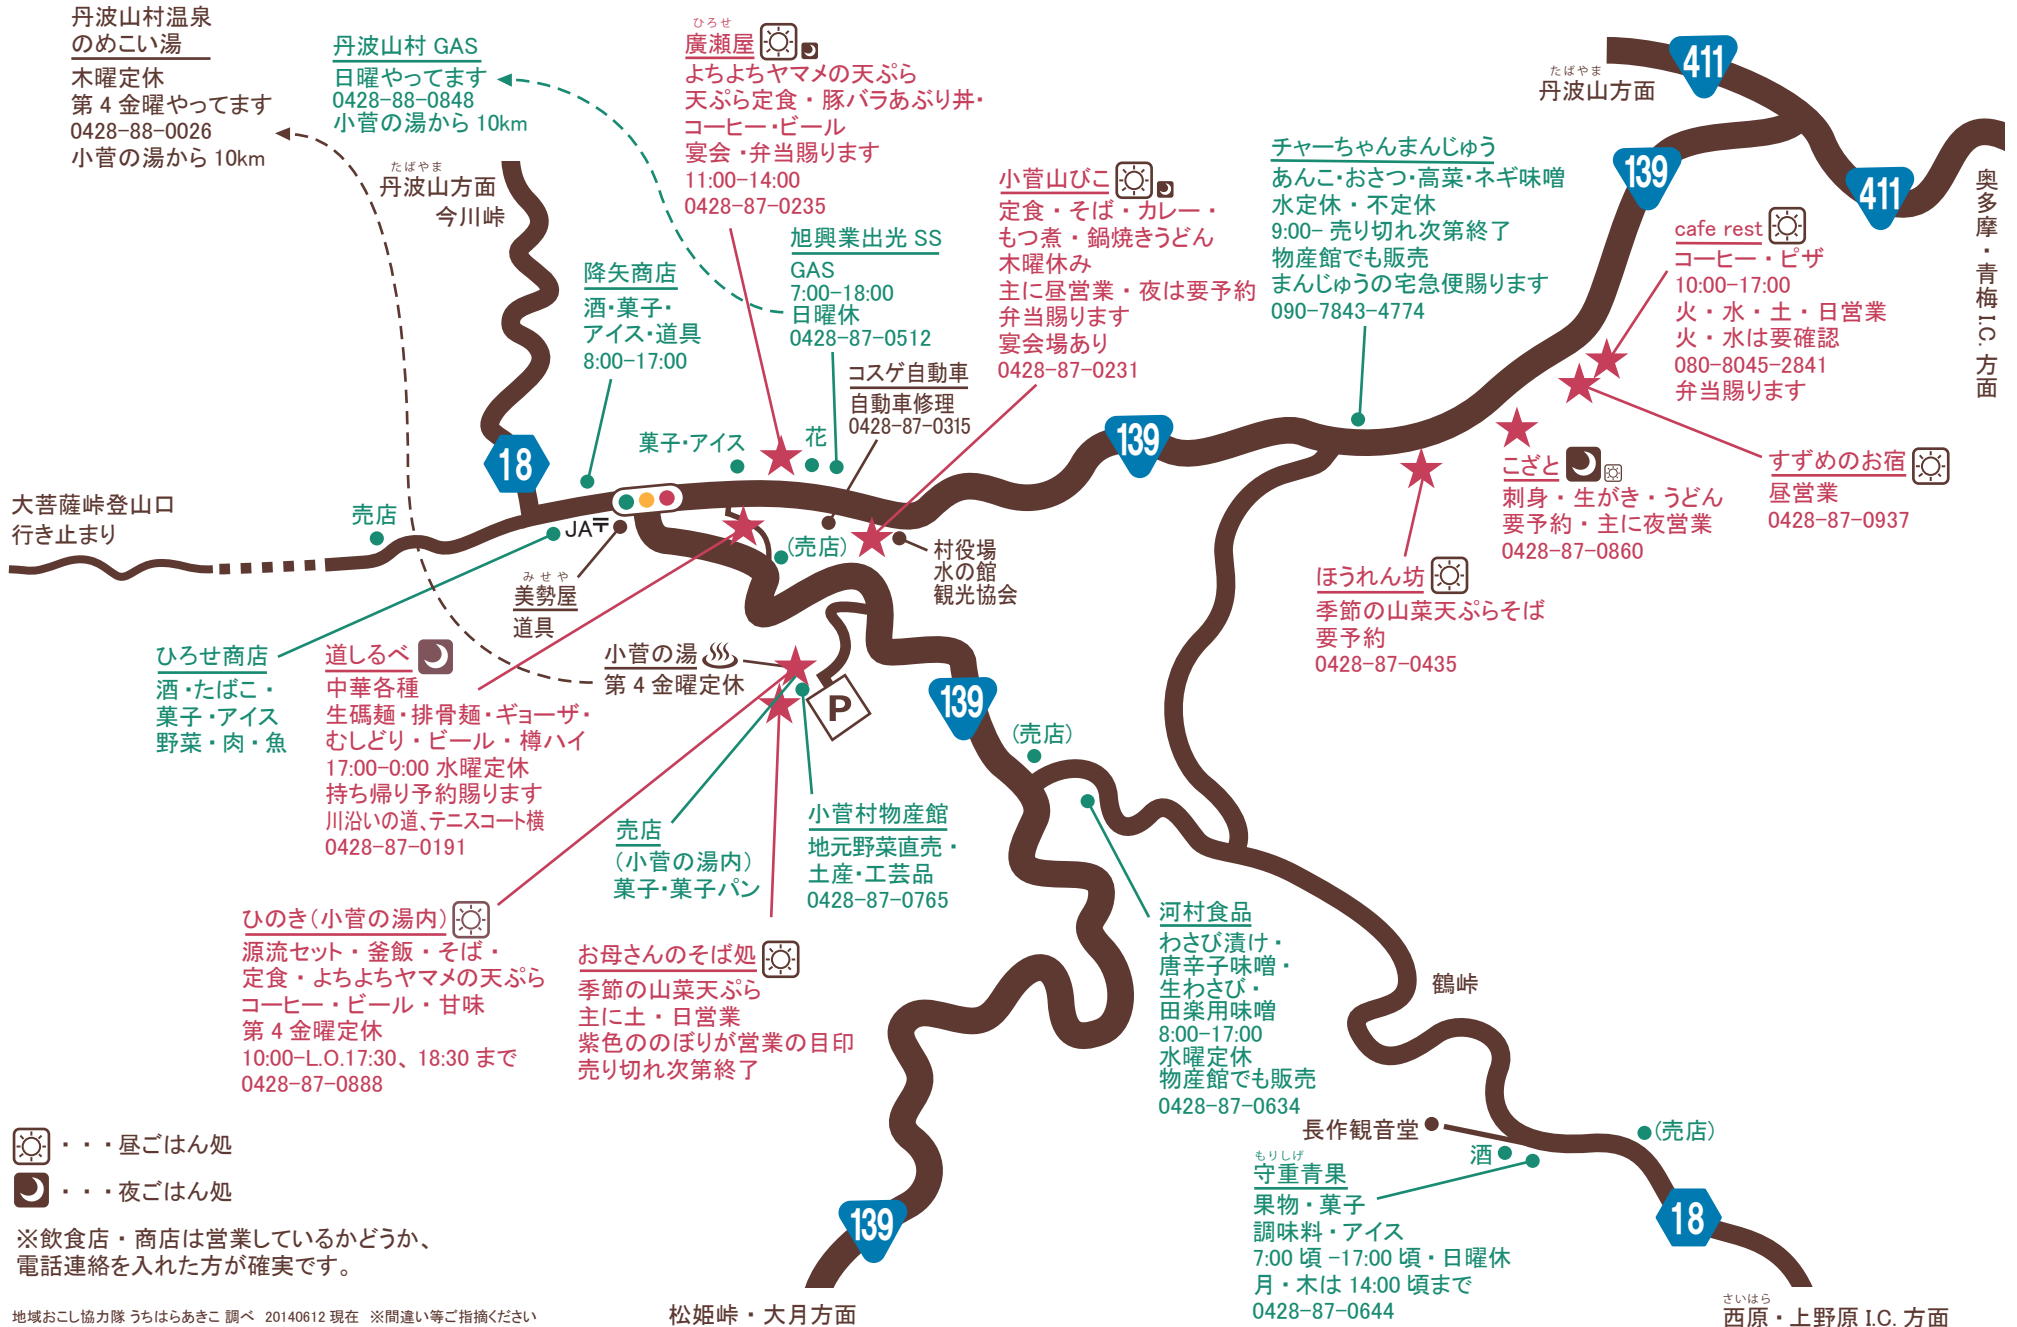 丹波山村温泉
のめこい湯
木曜定休
第4金曜やってます
0428-88-0026
小菅の湯から10km
丹波山村 GAS
日曜やってます
0428-88-0848
小菅の湯から10km
たばやま
丹波山方面
今川峠
ひろせ
廣瀬屋
よちよちヤマメの天ぷら
天ぷら定食・豚バラあぶり丼・
コーヒー・ビール
宴会・弁当賜ります
11:00-14:00
0428-87-0235
旭興業出光 SS
GAS
7:00-18:00
日曜休
0428-87-0512
降矢商店
酒・菓子・
アイス・道具
8:00-17:00
コスゲ自動車
自動車修理
0428-87-0315
小菅山びこ
定食・そば・カレー・
もつ煮・鍋焼きうどん
木曜休み
主に昼営業・夜は要予約
弁当賜ります
宴会場あり
0428-87-0231
チャーちゃんまんじゅう
あんこ・おさつ・高菜・ネギ味噌
水定休・不定休
9:00- 売り切れ次第終了
物産館でも販売
まんじゅうの宅急便賜ります
090-7843-4774
たばやま
丹波山方面
411
139
411
奥多摩・青梅 I.C. 方面
cafe rest
コーヒー・ピザ
10:00-17:00
火・水・土・日営業
火・水は要確認
080-8045-2841
弁当賜ります
すずめのお宿
昼営業
0428-87-0937
こざと
刺身・生がき・うどん
要予約・主に夜営業
0428-87-0860
ほうれん坊
季節の山菜天ぷらそば
要予約
0428-87-0435
139
18
菓子・アイス
花
大菩薩峠登山口
行き止まり
売店
JA〒
みせや
美勢屋
道具
(売店)
村役場
水の館
観光協会
ひろせ商店
酒・たばこ・
菓子・アイス
野菜・肉・魚
道しるべ
中華各種
生碼麺・排骨麺・ギョーザ・
むしどり・ビール・樽ハイ
17:00-0:00 水曜定休
持ち帰り予約賜ります
川沿いの道、テニスコート横
0428-87-0191
小菅の湯
第4金曜定休
P
139
(売店)
売店
(小菅の湯内)
菓子・菓子パン
小菅村物産館
地元野菜直売・
土産・工芸品
0428-87-0765
ひのき(小菅の湯内)
源流セット・釜飯・そば・
定食・よちよちヤマメの天ぷら
コーヒー・ビール・甘味
第4金曜定休
10:00-L.O.17:30、18:30 まで
0428-87-0888
お母さんのそば処
季節の山菜天ぷら
主に土・日営業
紫色ののぼりが営業の目印
売り切れ次第終了
河村食品
わさび漬け・
唐辛子味噌・
生わさび・
田楽用味噌
8:00-17:00
水曜定休
物産館でも販売
0428-87-0634
鶴峠
長作観音堂
酒
(売店)
もりしげ
守重青果
果物・菓子
調味料・アイス
7:00 頃 -17:00 頃・日曜休
月・木は 14:00 頃まで
0428-87-0644
18
139
・・・昼ごはん処
・・・夜ごはん処
※飲食店・商店は営業しているかどうか、
電話連絡を入れた方が確実です。
地域おこし協力隊 うちはらあきこ 調べ 20140612 現在 ※間違い等ご指摘ください
松姫峠・大月方面
さいはら
西原・上野原 I.C. 方面